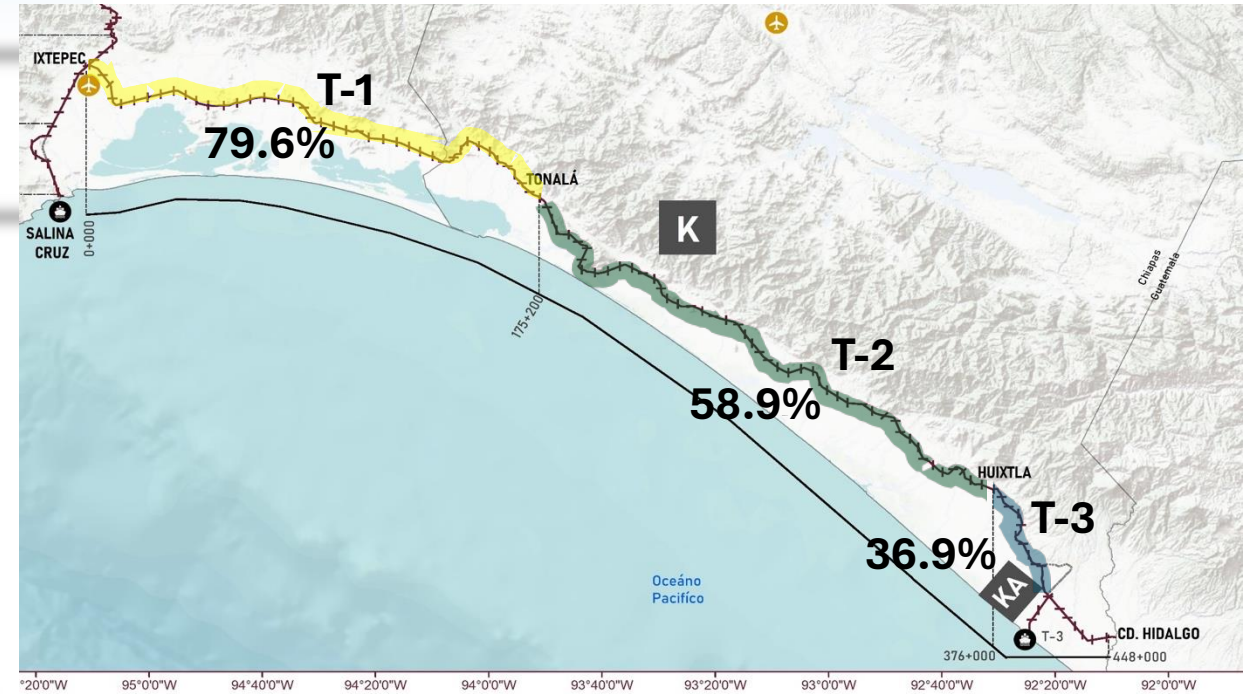 IXTEPEC
T-1
79.6%
TONALÁ
SALINA
CRUZ
0+000
K
175+200
Chiapas
Guatemala
T-2
58.9%
HUIXTLA
T-3
36.9%
Oceáno
Pacifíco
KA
T-3
CD. HIDALGO
376+000
448+000
°20'0"W
95°0'0"W
94°40'0"W
94°20'0"W
94°0'0"W
93°40'0"W
93°20'0"W
93°0'0"W
92°40'0"W
92°20'0"W
92°0'0"W